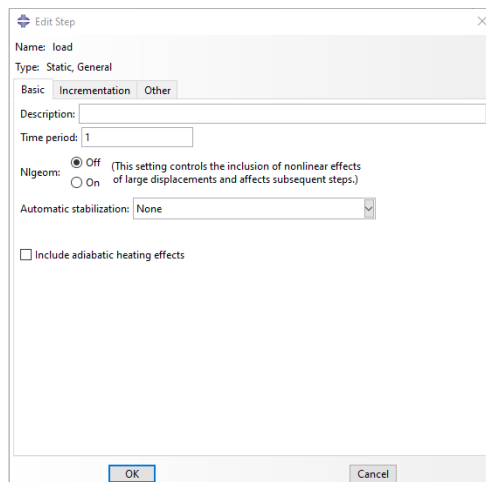 Edit Step
Name: load
Type: Static, General
Basic Incrementation Other
Description:
Time period: 1
Nlgeom: Off (This setting controls the inclusion of nonlinear effects
On of large displacements and affects subsequent steps.)
Automatic stabilization: None
Include adiabatic heating effects
OK Cancel